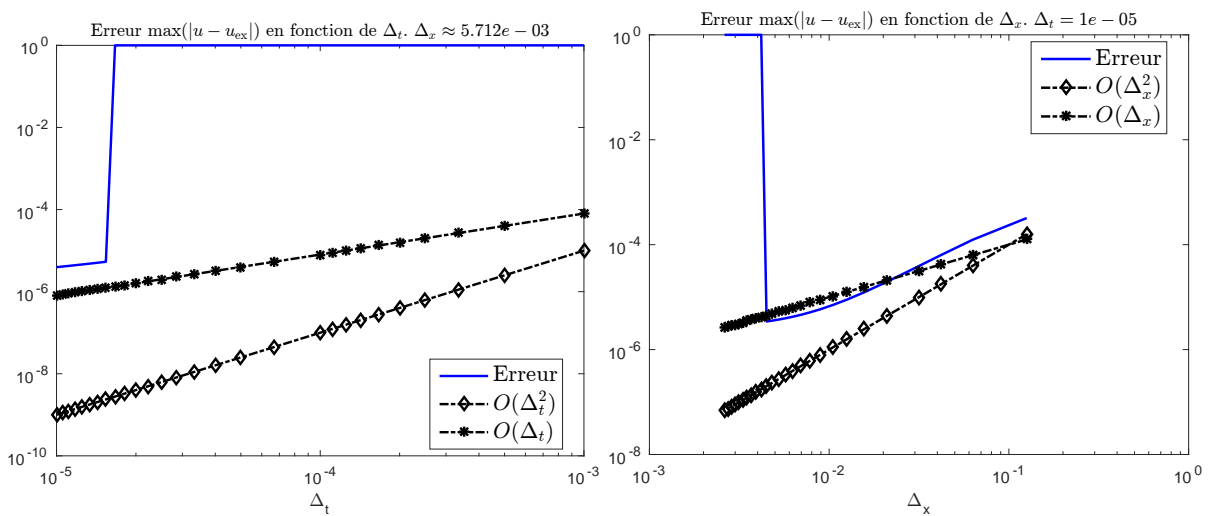 Erreur max(|u − u_ex|) en fonction de Δ_t. Δ_x ≈ 5.712e − 03
10^0
10^-2
10^-4
10^-6
10^-8
10^-10
10^-5
10^-4
10^-3
Δ_t
Erreur
O(Δ_t^2)
O(Δ_t)
Erreur max(|u − u_ex|) en fonction de Δ_x. Δ_t = 1e − 05
10^0
10^-2
10^-4
10^-6
10^-8
10^-3
10^-2
10^-1
10^0
Δ_x
Erreur
O(Δ_x^2)
O(Δ_x)